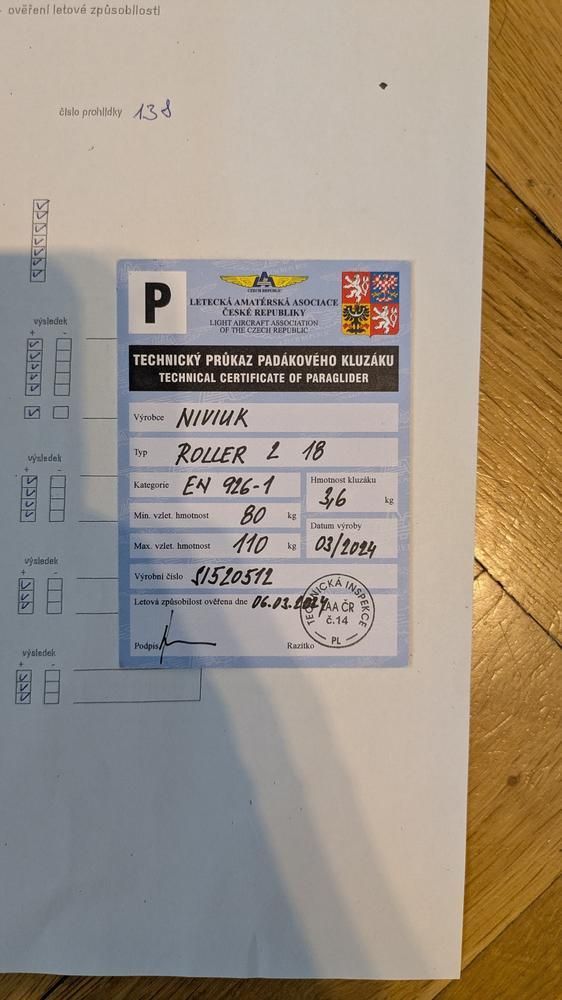 ověření letové způsobilosti
číslo prohlídky 138
výsledek
+ -
výsledek
+ -
výsledek
+ -
výsledek
+ -
P
CZECH REPUBLIC
LETECKÁ AMATÉRSKÁ ASOCIACE
ČESKÉ REPUBLIKY
LIGHT AIRCRAFT ASSOCIATION
OF THE CZECH REPUBLIC
TECHNICKÝ PRŮKAZ PADÁKOVÉHO KLUZÁKU
TECHNICAL CERTIFICATE OF PARAGLIDER
Výrobce NIVIUK
Typ ROLLER 2 18
Kategorie EN 926-1
Hmotnost kluzáku
3,6 kg
Min. vzlet. hmotnost 80 kg
Datum výroby
03/2024
Max. vzlet. hmotnost 110 kg
Výrobní číslo S1520512
Letová způsobilost ověřena dne 06.03.2024
Podpis
Razítko
TECHNICKÁ INSPEKCE
LAA ČR
č.14
PL